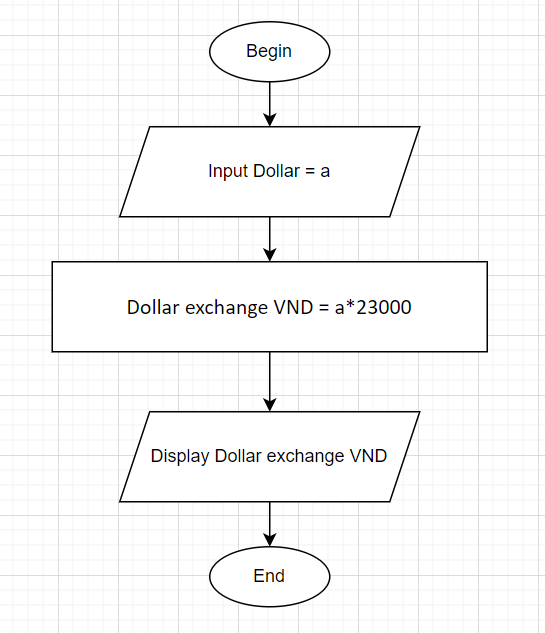 Begin
Input Dollar = a
Dollar exchange VND = a*23000
Display Dollar exchange VND
End